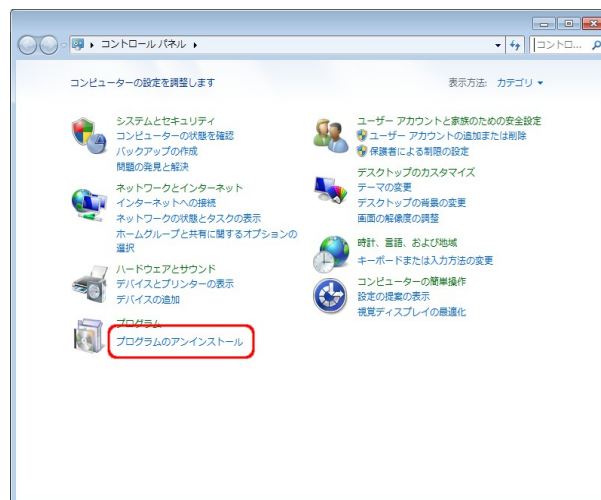 コントロール パネル
コントロ...
コンピューターの設定を調整します
表示方法: カテゴリ
システムとセキュリティ
コンピューターの状態を確認
バックアップの作成
問題の発見と解決
ネットワークとインターネット
インターネットへの接続
ネットワークの状態とタスクの表示
ホームグループと共有に関するオプションの
選択
ハードウェアとサウンド
デバイスとプリンターの表示
デバイスの追加
プログラム
プログラムのアンインストール
ユーザー アカウントと家族のための安全設定
ユーザー アカウントの追加または削除
保護者による制限の設定
デスクトップのカスタマイズ
テーマの変更
デスクトップの背景の変更
画面の解像度の調整
時計、言語、および地域
キーボードまたは入力方法の変更
コンピューターの簡単操作
設定の提案の表示
視覚ディスプレイの最適化